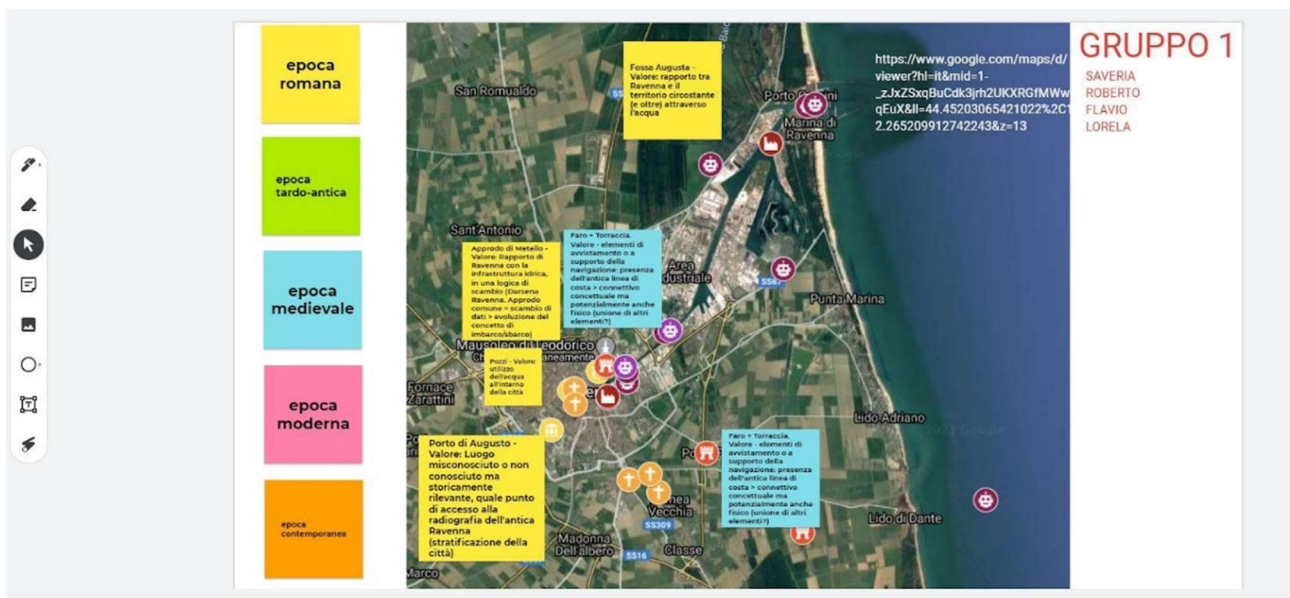 epoca
romana
epoca
tardo-antica
epoca
medievale
epoca
moderna
epoca
contemporanea
Fossa Augusta -
Valore: rapporto tra
Ravenna e il
territorio circostante
(e oltre) attraverso
l'acqua
San Romualdo
Marina di
Ravenna
https://www.google.com/maps/d/
viewer?hl=it&mid=1-
_zJxZSxqBuCdk3jrh2UKXRGfMWw
qEuX&ll=44.45203065421022%2C1
2.265209912742243&z=13
GRUPPO 1
SAVERIA
ROBERTO
FLAVIO
LORELA
Sant'Antonio
Approdo di Metello -
Valore: Rapporto di
Ravenna con la
infrastruttura idrica,
in una logica di
scambio (Darsena
Ravenna. Approdo
comune = scambio di
dati > evoluzione del
concetto di
imbarco/sbarco)
Faro + Torraccia.
Valore - elementi di
avvistamento o a
supporto della
navigazione: presenza
dell'antica linea di
costa > connettivo
concettuale ma
potenzialmente anche
fisico (unione di altri
elementi?)
Area
dustriale
SS67
Punta Marina
Mausoleo di Teodorico
Pozzi - Valore:
utilizzo
dell'acqua
all'interno
della città
Fornace
Zarattini
Lido Adriano
Porto di Augusto -
Valore: Luogo
misconosciuto o non
conosciuto ma
storicamente
rilevante, quale punto
di accesso alla
radiografia dell'antica
Ravenna
(stratificazione della
città)
Faro + Torraccia.
Valore - elementi di
avvistamento o a
supporto della
navigazione: presenza
dell'antica linea di
costa > connettivo
concettuale ma
potenzialmente anche
fisico (unione di altri
elementi?)
nea
Vecchia
SS309
Lido di Dante
Madonna
Dell'albero
SS16
Classe
Marco